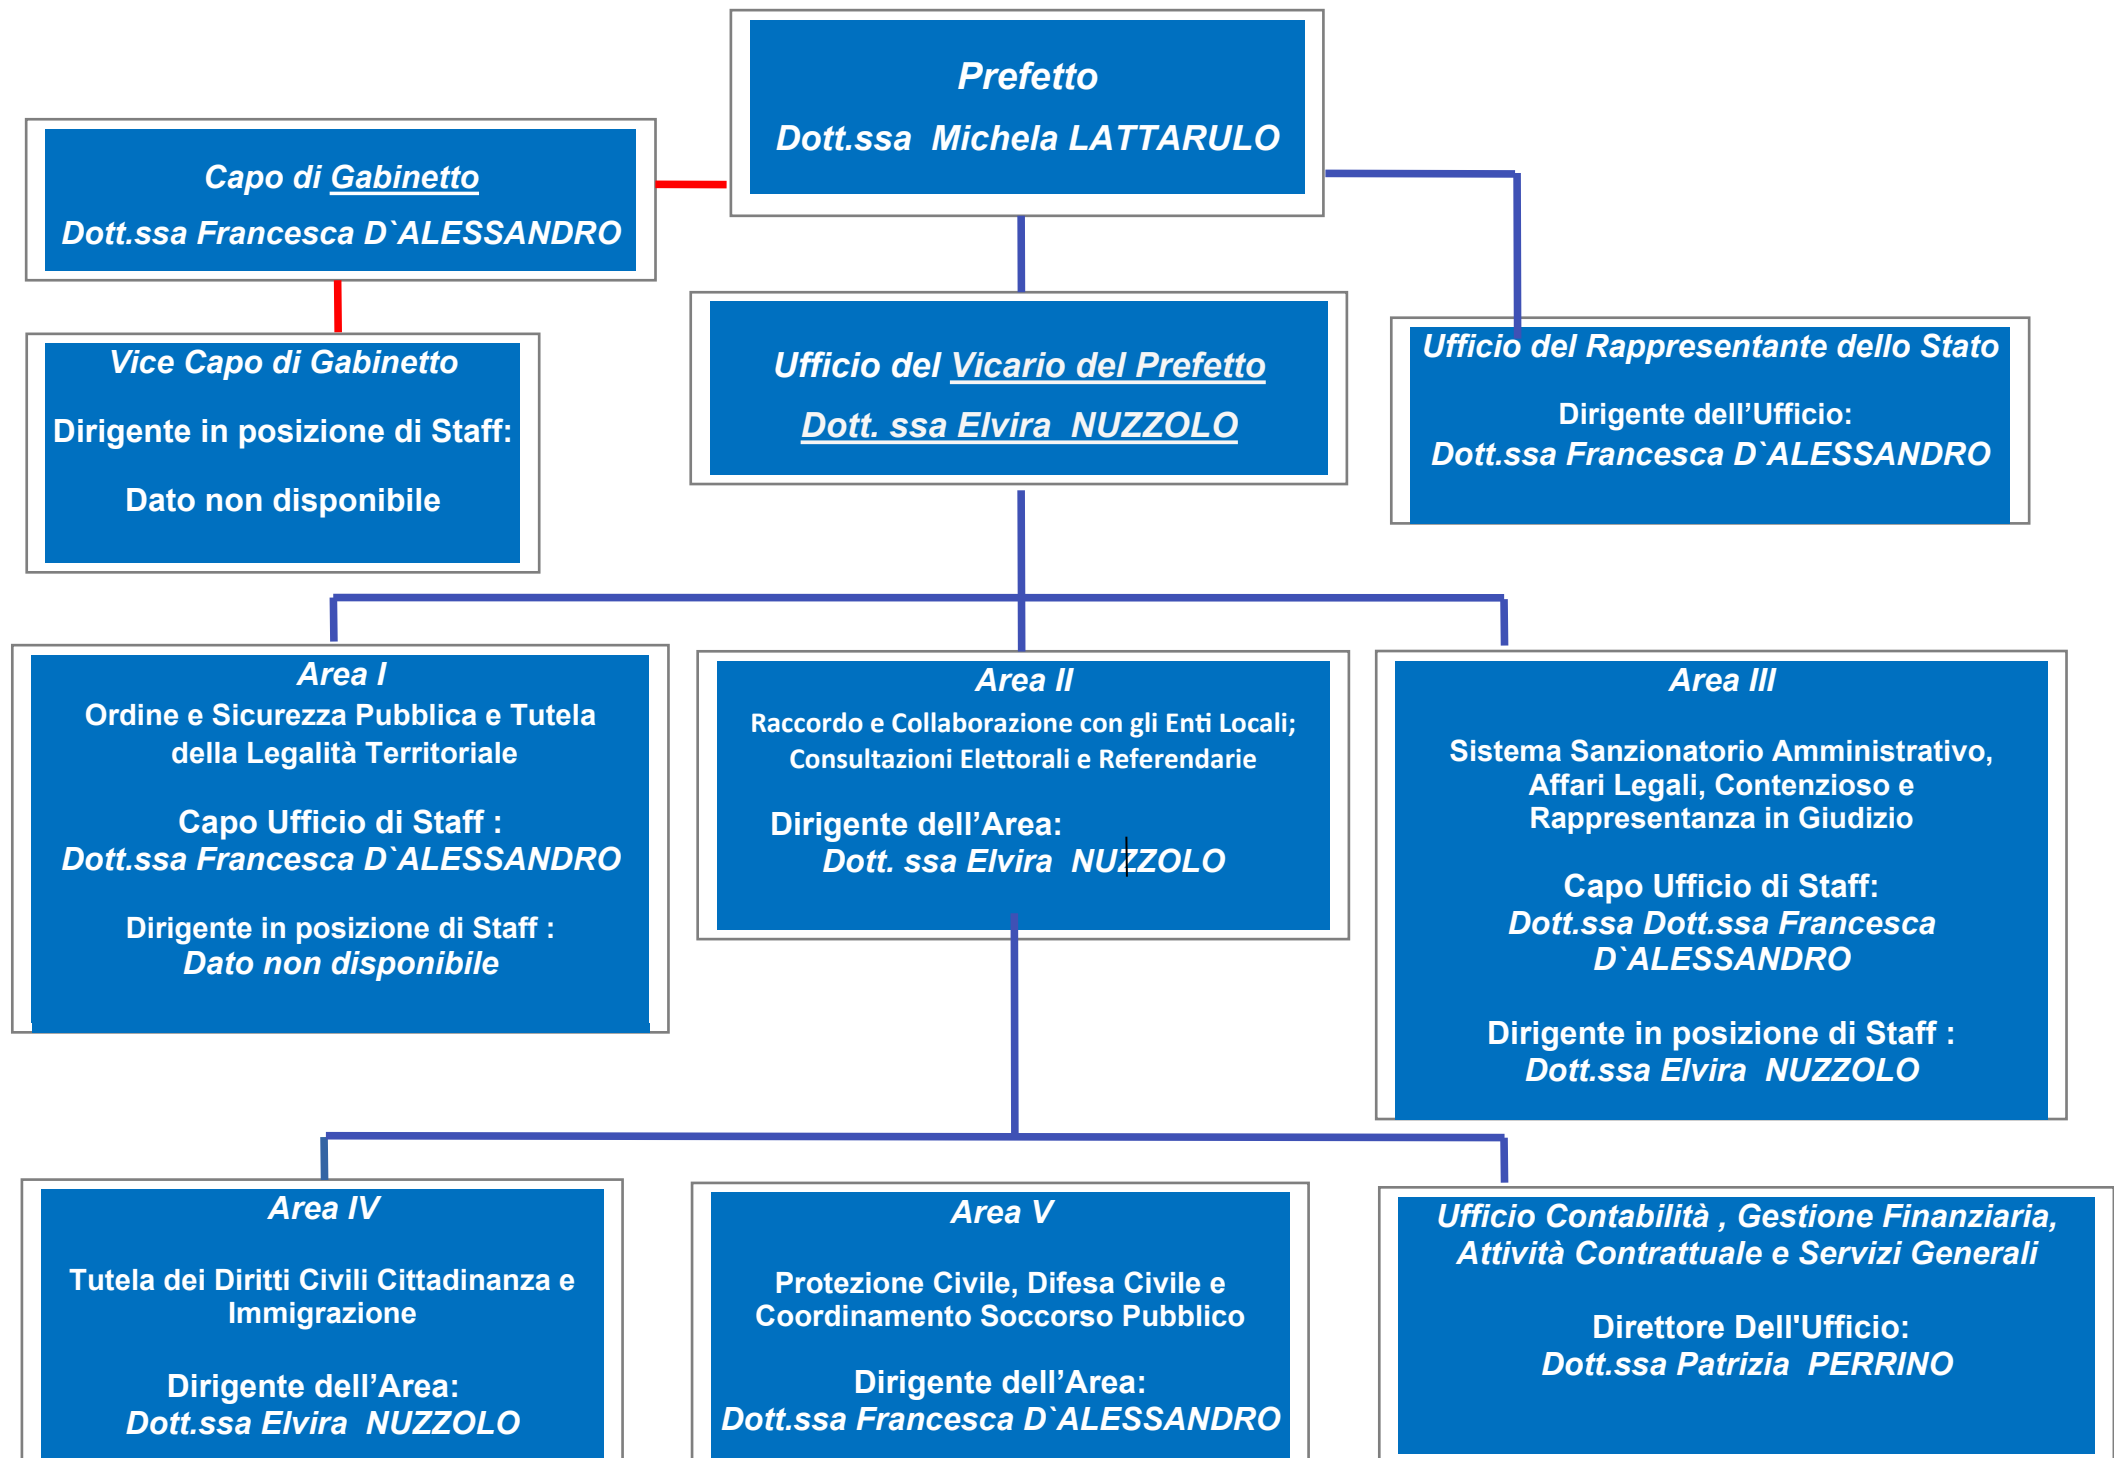 Prefetto
Dott.ssa  Michela LATTARULO
Capo di Gabinetto
Dott.ssa Francesca D`ALESSANDRO
Vice Capo di Gabinetto
Dirigente in posizione di Staff:
Dato non disponibile
Ufficio del Vicario del Prefetto
Dott. ssa Elvira  NUZZOLO
Ufficio del Rappresentante dello Stato
Dirigente dell’Ufficio:
Dott.ssa Francesca D`ALESSANDRO
Area I
Ordine e Sicurezza Pubblica e Tutela
della Legalità Territoriale
Capo Ufficio di Staff :
Dott.ssa Francesca D`ALESSANDRO
Dirigente in posizione di Staff :
Dato non disponibile
Area II
Raccordo e Collaborazione con gli Enti Locali;
Consultazioni Elettorali e Referendarie
Dirigente dell’Area:
Dott. ssa Elvira  NUZZOLO
Area III
Sistema Sanzionatorio Amministrativo,
Affari Legali, Contenzioso e
Rappresentanza in Giudizio
Capo Ufficio di Staff:
Dott.ssa Dott.ssa Francesca
D`ALESSANDRO
Dirigente in posizione di Staff :
Dott.ssa Elvira  NUZZOLO
Area IV
Tutela dei Diritti Civili Cittadinanza e
Immigrazione
Dirigente dell’Area:
Dott.ssa Elvira  NUZZOLO
Area V
Protezione Civile, Difesa Civile e
Coordinamento Soccorso Pubblico
Dirigente dell’Area:
Dott.ssa Francesca D`ALESSANDRO
Ufficio Contabilità , Gestione Finanziaria,
Attività Contrattuale e Servizi Generali
Direttore Dell'Ufficio:
Dott.ssa Patrizia  PERRINO